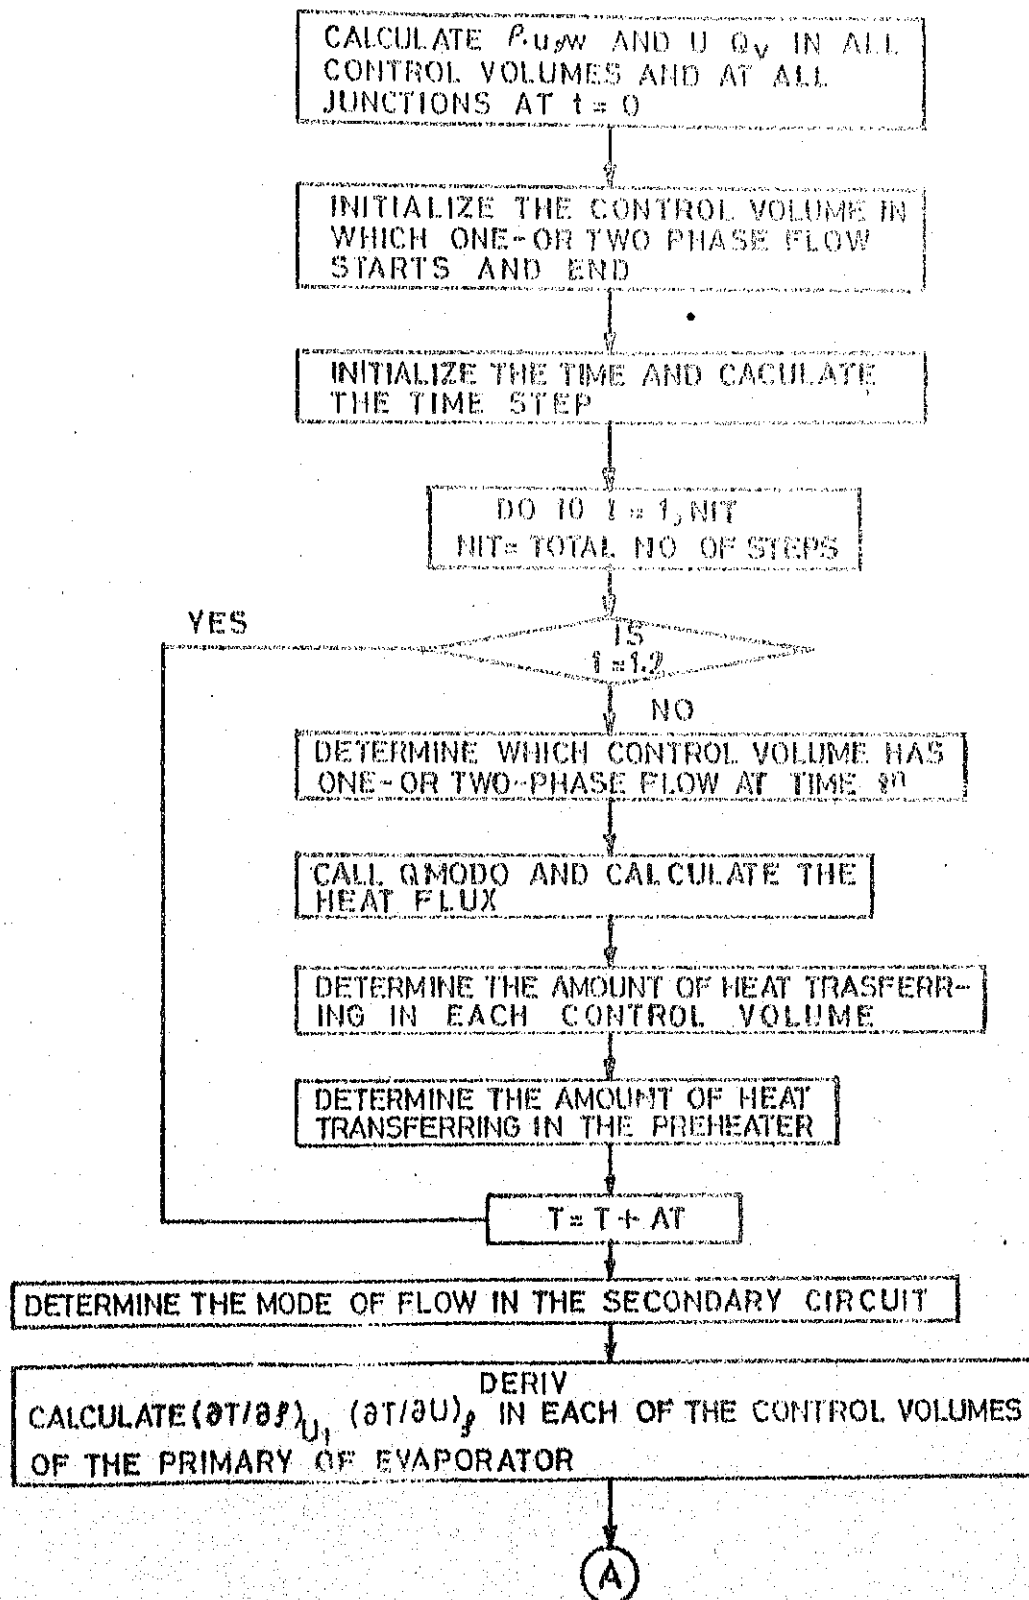 CALCULATE P.u,ρw AND U Qv IN ALL
CONTROL VOLUMES AND AT ALL
JUNCTIONS AT t = 0
INITIALIZE THE CONTROL VOLUME IN
WHICH ONE-OR TWO PHASE FLOW
STARTS AND END
INITIALIZE THE TIME AND CACULATE
THE TIME STEP
DO 10 I = 1, NIT
NIT= TOTAL NO OF STEPS
YES
IS
I = 1.2
NO
DETERMINE WHICH CONTROL VOLUME HAS
ONE-OR TWO-PHASE FLOW AT TIME
CALL QMODO AND CALCULATE THE
HEAT FLUX
DETERMINE THE AMOUNT OF HEAT TRASFERR-
ING IN EACH CONTROL VOLUME
DETERMINE THE AMOUNT OF HEAT
TRANSFERRING IN THE PREHEATER
T = T + AT
DETERMINE THE MODE OF FLOW IN THE SECONDARY CIRCUIT
DERIV
CALCULATE (∂T/∂ρ)U, (∂T/∂U)ρ IN EACH OF THE CONTROL VOLUMES
OF THE PRIMARY OF EVAPORATOR
A